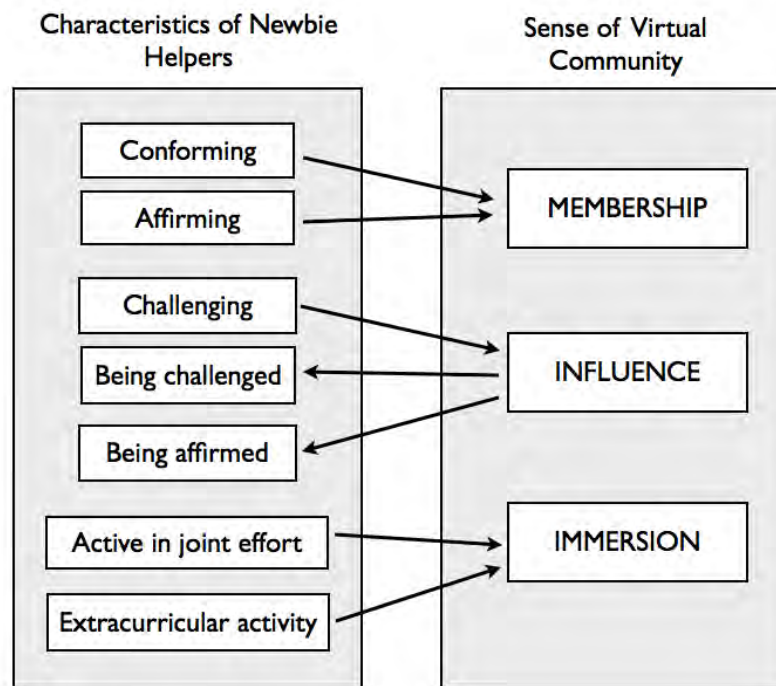 Characteristics of Newbie
Helpers
Conforming
Affirming
Challenging
Being challenged
Being affirmed
Active in joint effort
Extracurricular activity
Sense of Virtual
Community
MEMBERSHIP
INFLUENCE
IMMERSION